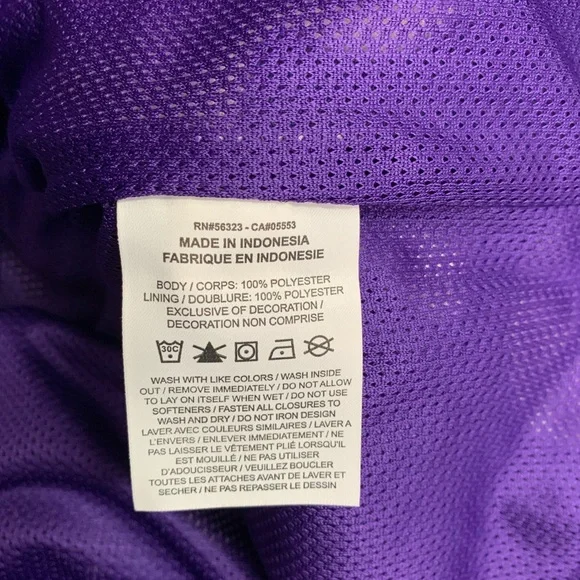 RN#56323 - CA#05553
MADE IN INDONESIA
FABRIQUE EN INDONESIE
BODY / CORPS: 100% POLYESTER
LINING / DOUBLURE: 100% POLYESTER
EXCLUSIVE OF DECORATION /
DECORATION NON COMPRISE
30C
WASH WITH LIKE COLORS / WASH INSIDE
OUT / REMOVE IMMEDIATELY / DO NOT ALLOW
TO LAY ON ITSELF WHEN WET / DO NOT USE
SOFTENERS / FASTEN ALL CLOSURES TO
WASH AND DRY / DO NOT IRON DESIGN
LAVER AVEC COULEURS SIMILAIRES / LAVER A
L'ENVERS / ENLEVER IMMEDIATEMENT / NE
PAS LAISSER LE VÊTEMENT PLIÉ LORSQU'IL
EST MOUILLÉ / NE PAS UTILISER
D'ADOUCISSEUR / VEUILLEZ BOUCLER
TOUTES LES ATTACHES AVANT DE LAVER ET
SECHER / NE PAS REPASSER LE DESSIN